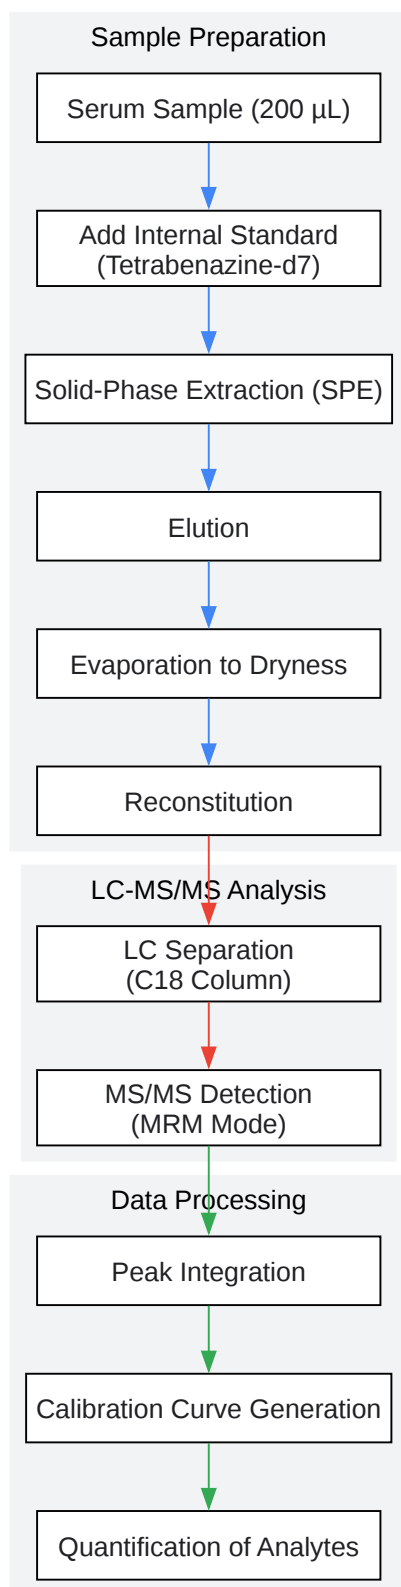 Sample Preparation
Serum Sample (200 µL)
Add Internal Standard
(Tetrabenazine-d7)
Solid-Phase Extraction (SPE)
Elution
Evaporation to Dryness
Reconstitution
LC-MS/MS Analysis
LC Separation
(C18 Column)
MS/MS Detection
(MRM Mode)
Data Processing
Peak Integration
Calibration Curve Generation
Quantification of Analytes